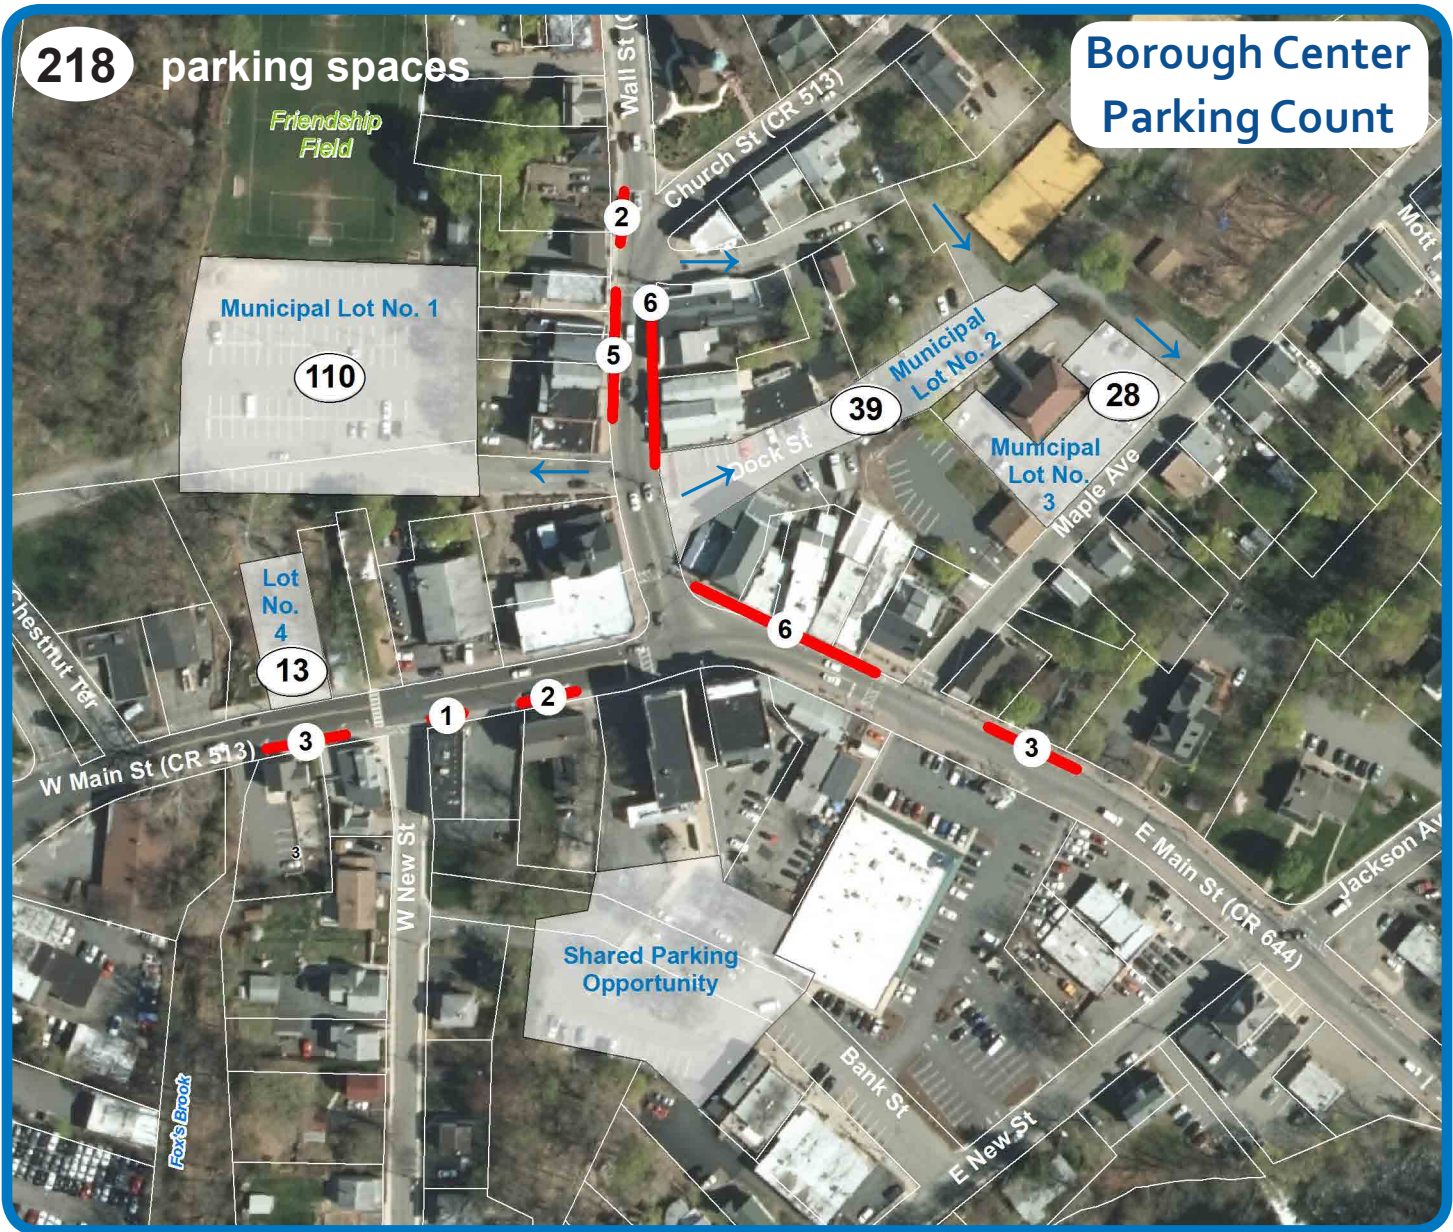 218 parking spaces
Borough Center
Parking Count
Friendship
Field
Wall St (C
Church St (CR 513)
Mott
2
6
5
Municipal Lot No. 1
110
Municipal
Lot No. 2
39
28
Municipal
Lot No.
3
Dock St
Maple Ave
Lot
No.
4
13
6
2
1
3
3
Chestnut Ter
W Main St (CR 513)
3
W New St
E Main St (CR 644)
Jackson Av
Shared Parking
Opportunity
Bank St
E New St
Fox's Brook